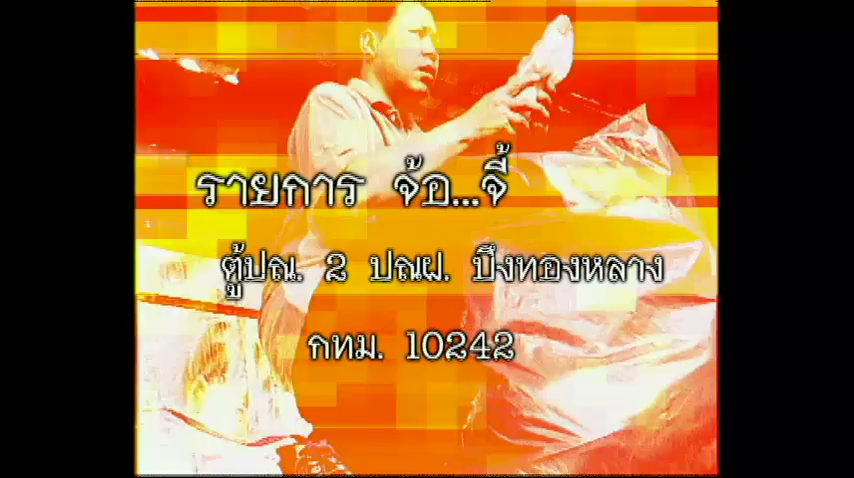 รายการ จ้อ...จี้
ตู้ปณ. 2 ปณฝ. บึงทองหลาง
กทม. 10242